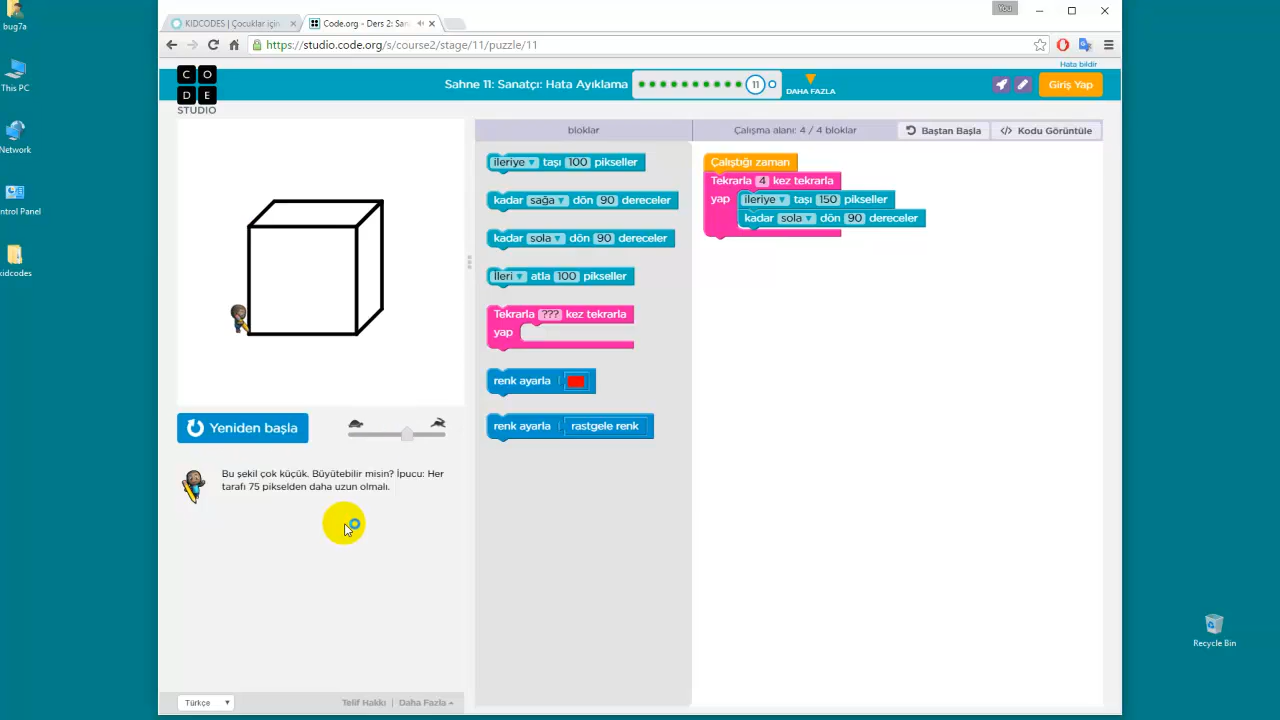 bug7a
This PC
Network
ntrol Panel
kidcodes
Recycle Bin
You
KIDCODES | Çocuklar için
Code.org - Ders 2: San
https://studio.code.org/s/course2/stage/11/puzzle/11
Hata bildir
C O
D E
STUDIO
Sahne 11: Sanatçı: Hata Ayıklama
11
DAHA FAZLA
Giriş Yap
bloklar
Çalışma alanı: 4 / 4 bloklar
Baştan Başla
</> Kodu Görüntüle
ileriye taşı 100 pikseller
kadar sağa dön 90 dereceler
kadar sola dön 90 dereceler
İleri atla 100 pikseller
Tekrarla ??? kez tekrarla
yap
renk ayarla
renk ayarla rastgele renk
Çalıştığı zaman
Tekrarla 4 kez tekrarla
yap ileriye taşı 150 pikseller
kadar sola dön 90 dereceler
Yeniden başla
Bu şekil çok küçük. Büyütebilir misin? İpucu: Her
tarafı 75 pikselden daha uzun olmalı.
Türkçe
Telif Hakkı | Daha Fazla